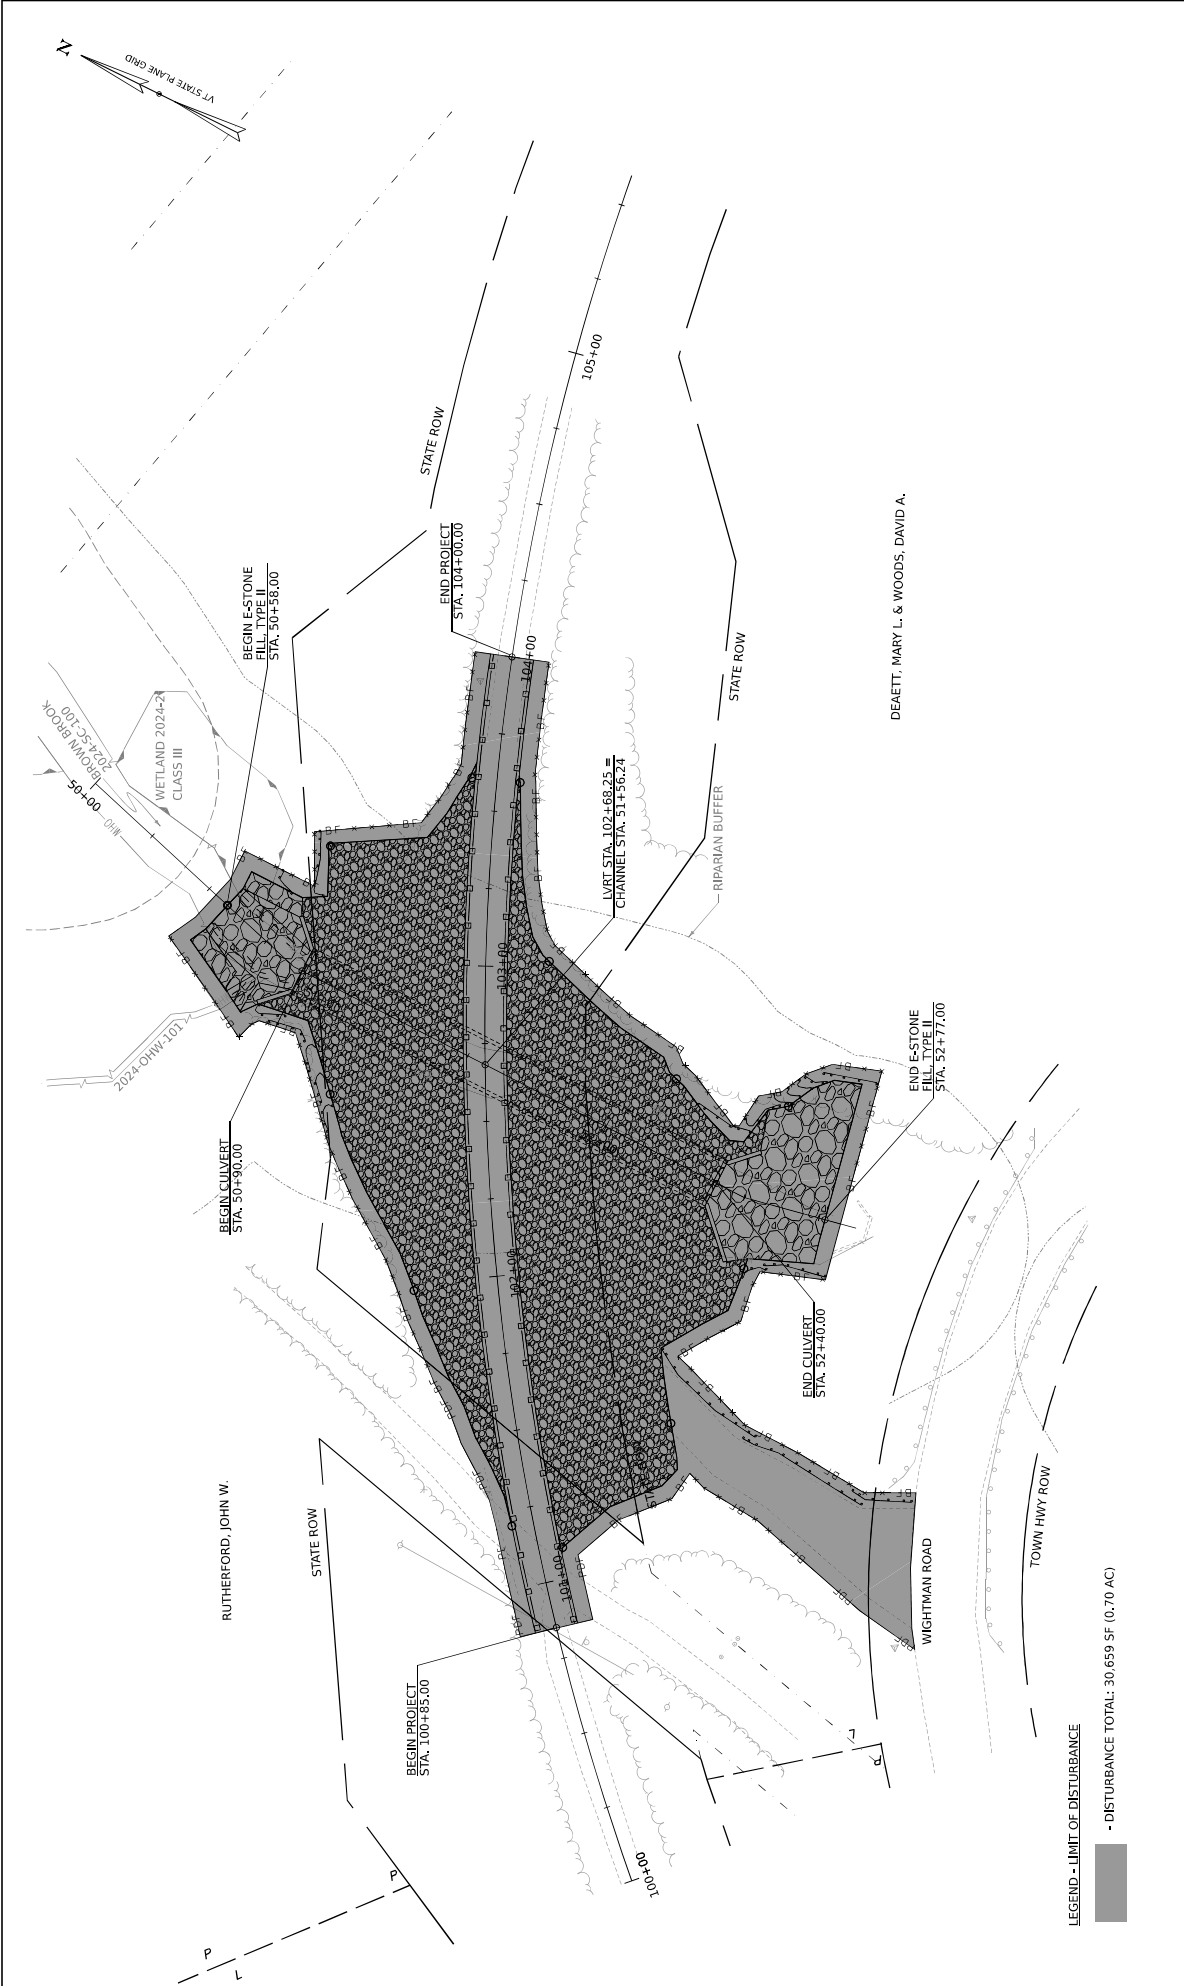 N
VT STATE PLANE GRID
105+00
STATE ROW
END PROJECT
STA. 104+00.00
BEGIN E-STONE
FILL, TYPE II
STA. 50+58.00
DEAETT, MARY L. & WOODS, DAVID A.
STATE ROW
104+00
BROWN BROOK
2024-SC-100
WETLAND 2024-2
CLASS III
50+00
OHW
LVRT STA. 102+68.25 =
CHANNEL STA. 51+56.24
RIPARIAN BUFFER
103+00
2024-OHW-101
END E-STONE
FILL, TYPE II
STA. 52+77.00
BEGIN CULVERT
STA. 50+90.00
102+00
END CULVERT
STA. 52+40.00
RUTHERFORD, JOHN W.
STATE ROW
101+00
WIGHTMAN ROAD
TOWN HWY ROW
BEGIN PROJECT
STA. 100+85.00
100+00
P
L
P
L
P
LEGEND - LIMIT OF DISTURBANCE
- DISTURBANCE TOTAL: 30,659 SF (0.70 AC)